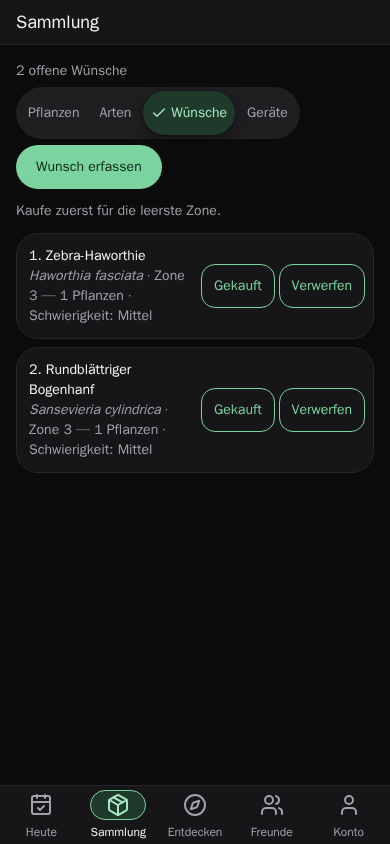 Sammlung
2 offene Wünsche
Pflanzen Arten Wünsche Geräte
Wunsch erfassen
Kaufe zuerst für die leerste Zone.
1. Zebra-Haworthie
Haworthia fasciata · Zone
3 — 1 Pflanzen ·
Schwierigkeit: Mittel
Gekauft Verwerfen
2. Rundblättriger
Bogenhanf
Sansevieria cylindrica ·
Zone 3 — 1 Pflanzen ·
Schwierigkeit: Mittel
Gekauft Verwerfen
Heute Sammlung Entdecken Freunde Konto